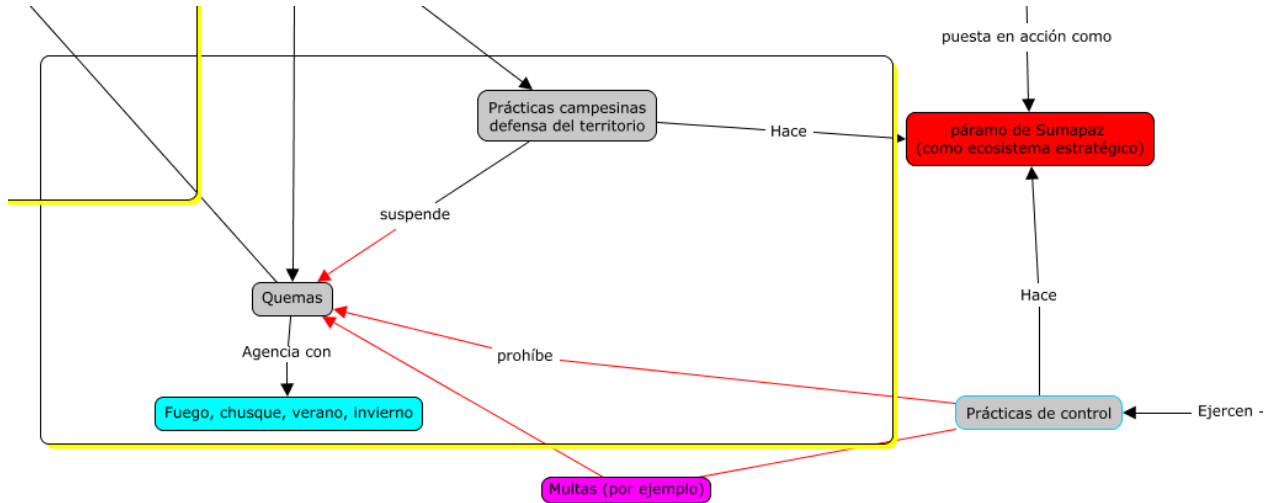 puesta en acción como
Prácticas campesinas
defensa del territorio
Hace
páramo de Sumapaz
(como ecosistema estratégico)
suspende
Quemas
Hace
Agencia con
prohíbe
Fuego, chusque, verano, invierno
Prácticas de control
Ejercen -
Multas (por ejemplo)